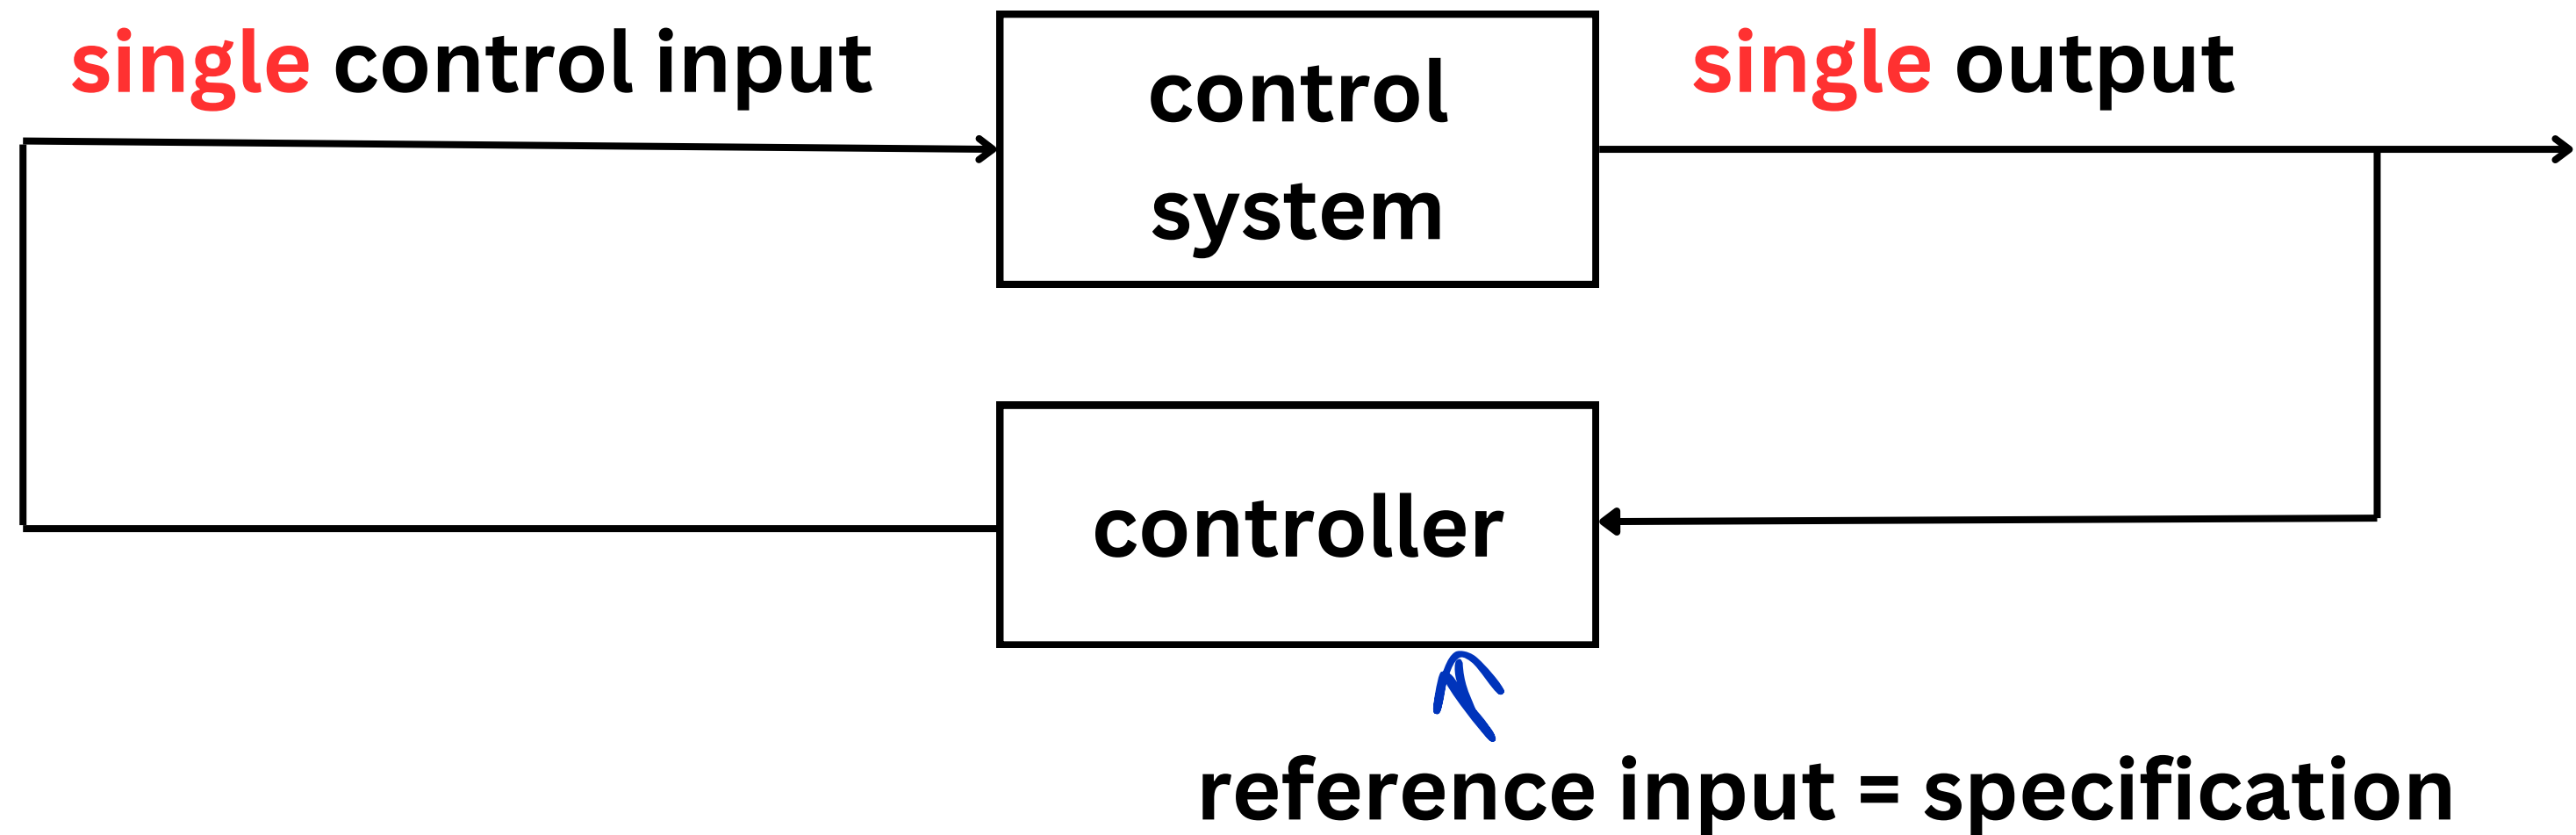 single control input
control
system
single output
controller
reference input = specification